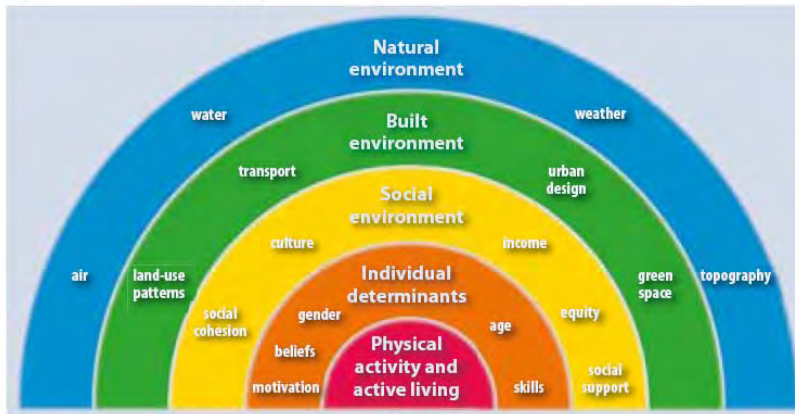 Natural
environment
water
weather
Built
environment
transport
urban
design
Social
environment
culture
income
air
land-use
patterns
green
space
topography
Individual
determinants
social
cohesion
gender
age
equity
beliefs
Physical
activity and
active living
motivation
skills
social
support